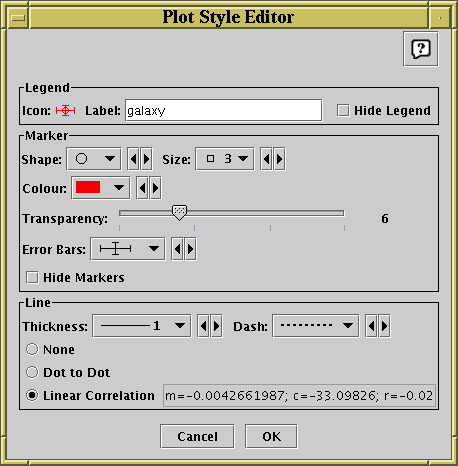 Plot Style Editor
?
Legend
Icon: Label: galaxy Hide Legend
Marker
Shape: Size: 3
Colour:
Transparency: 6
Error Bars:
Hide Markers
Line
Thickness: 1 Dash:
None
Dot to Dot
Linear Correlation m=-0.0042661987; c=-33.09826; r=-0.02
Cancel OK